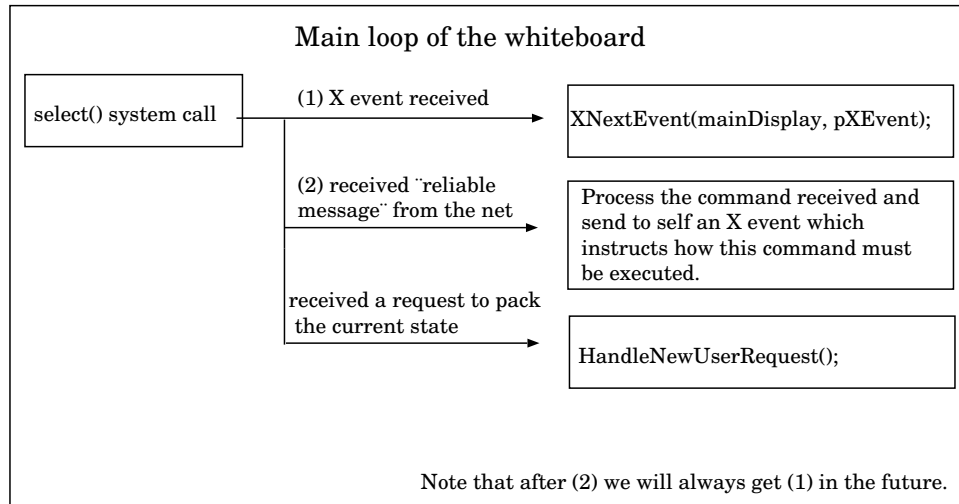 Main loop of the whiteboard
select() system call
(1) X event received
XNextEvent(mainDisplay, pXEvent);
(2) received ¨reliable
message¨ from the net
Process the command received and
send to self an X event which
instructs how this command must
be executed.
received a request to pack
the current state
HandleNewUserRequest();
Note that after (2) we will always get (1) in the future.